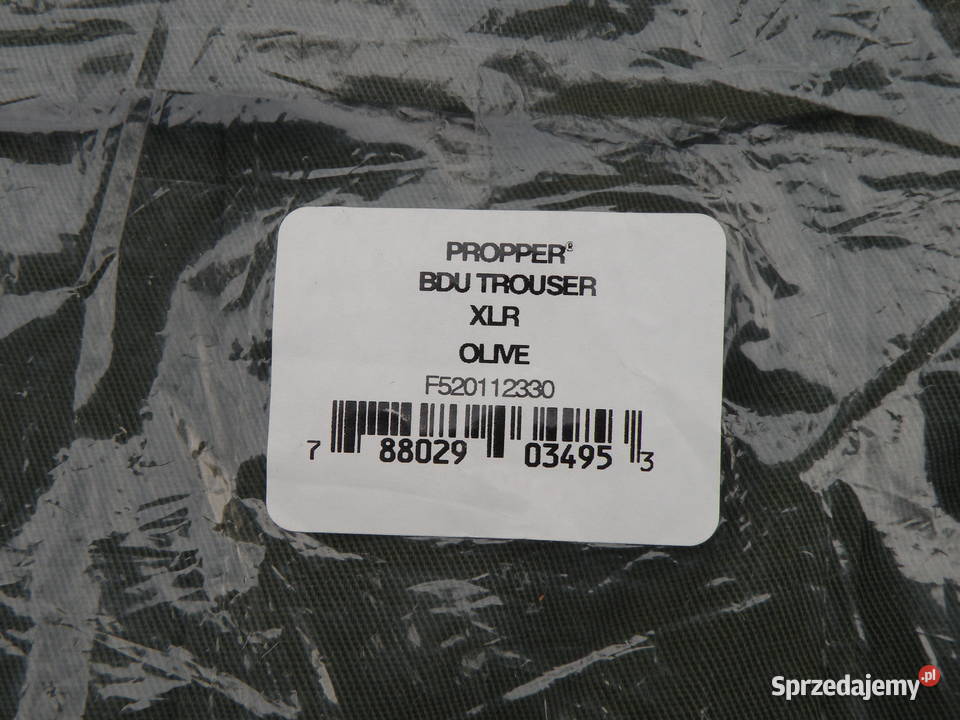 PROPPER®
BDU TROUSER
XLR
OLIVE
F520112330
7 88029 03495 3
Sprzedajemy.pl